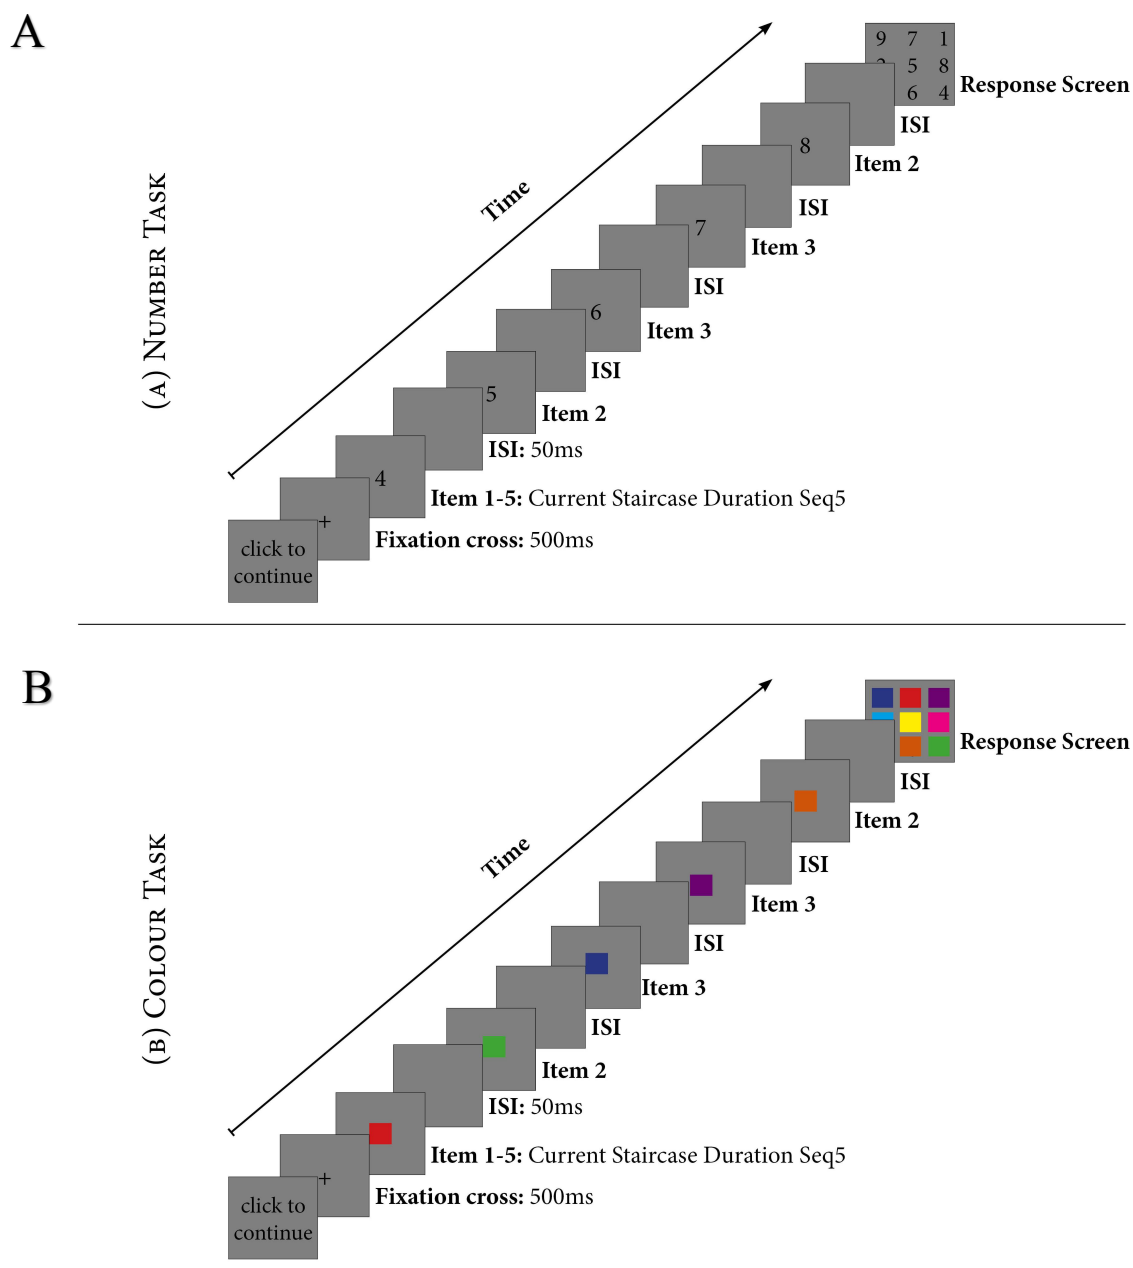 A
(A) NUMBER TASK
Time
9 7 1
5 8
6 4
Response Screen
ISI
8
Item 2
ISI
7
Item 3
ISI
6
Item 3
ISI
5
Item 2
ISI: 50ms
4
Item 1-5: Current Staircase Duration Seq5
+
Fixation cross: 500ms
click to
continue
B
(B) COLOUR TASK
Time
Response Screen
ISI
Item 2
ISI
Item 3
ISI
Item 3
ISI
Item 2
ISI: 50ms
Item 1-5: Current Staircase Duration Seq5
+
Fixation cross: 500ms
click to
continue